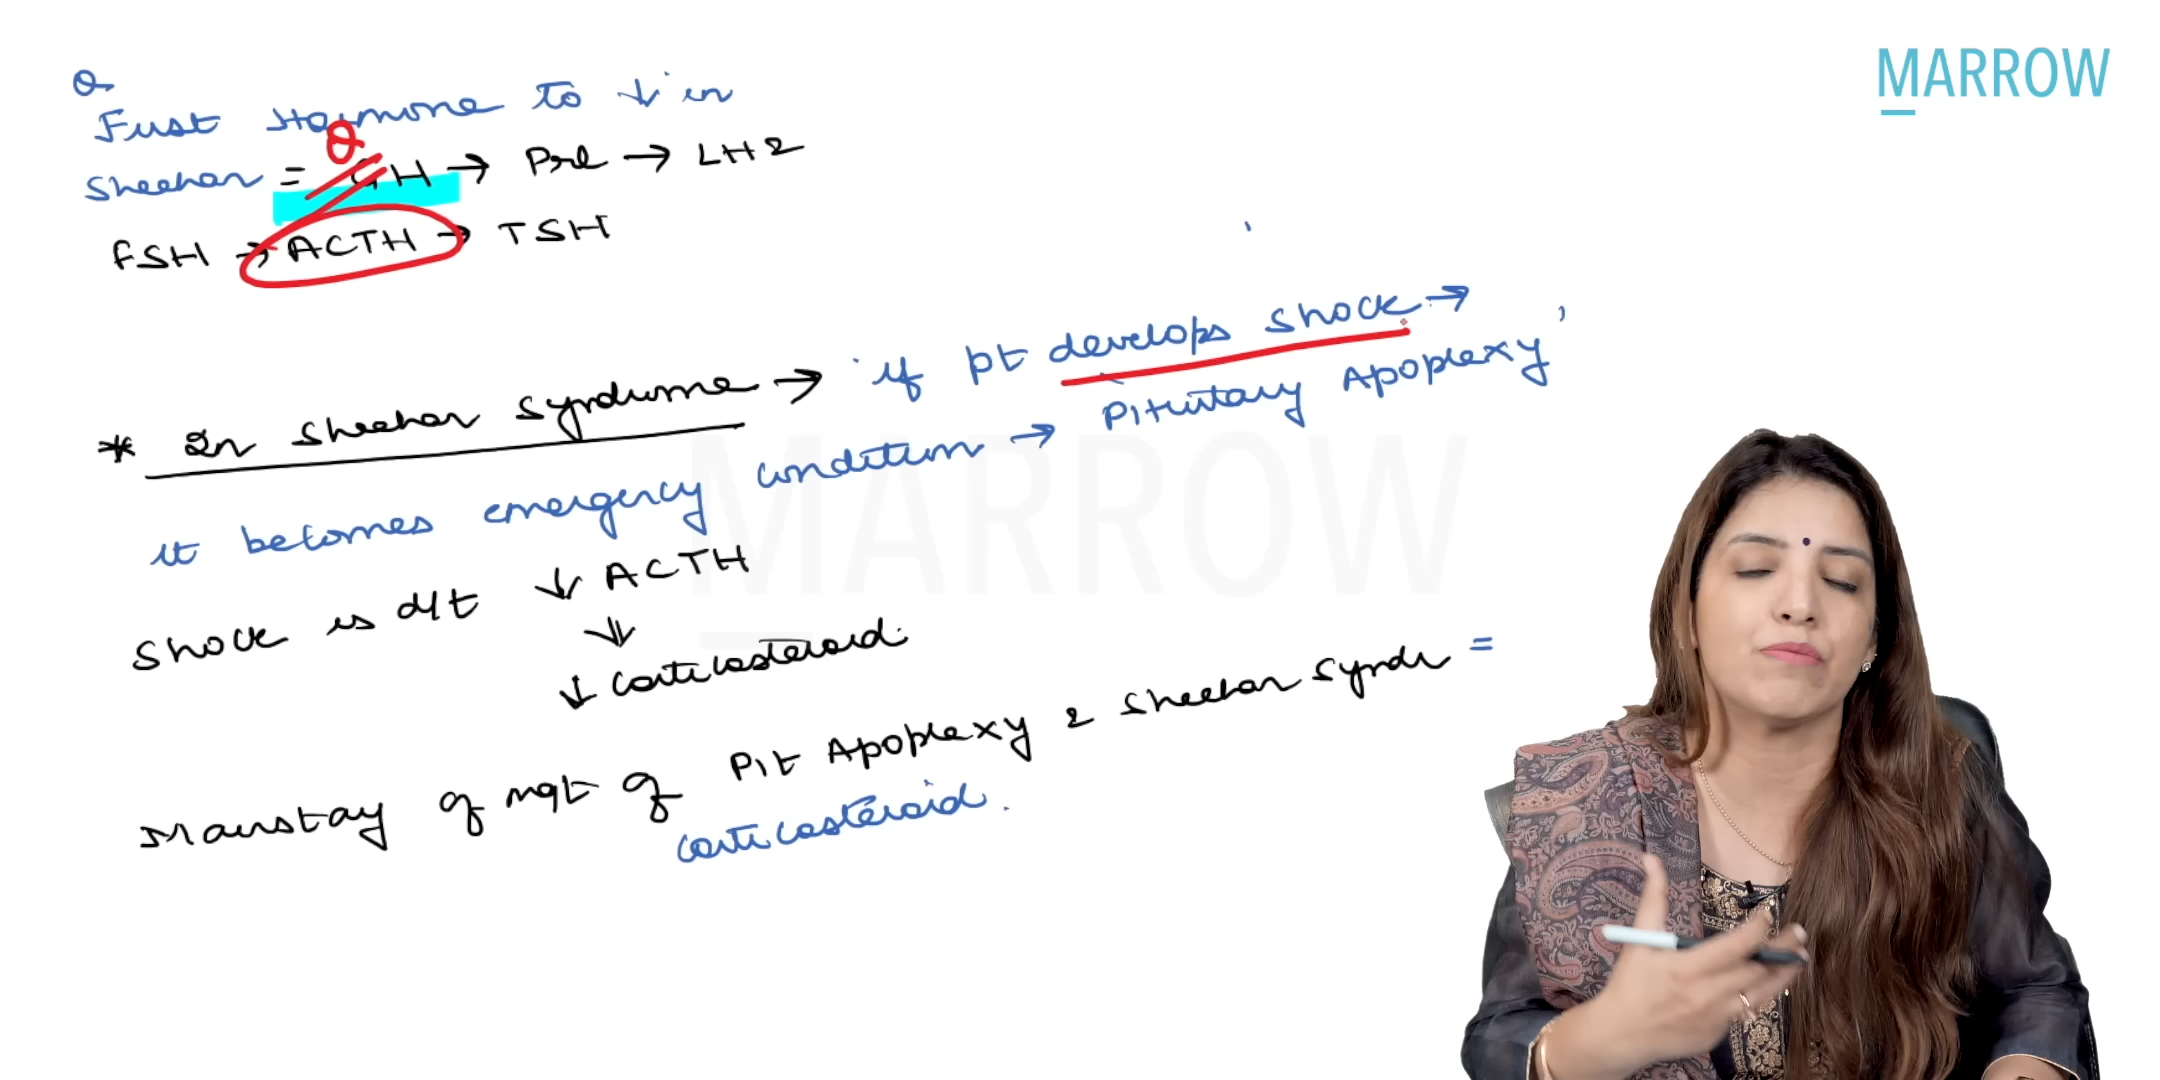 MARROW
Q
First Hormone to ↓ in
Sheehan = GH → Prl → LH &
Q
FSH → ACTH → TSH
* In Sheehan Syndrome → if pt develops shock →
it becomes emergency condition → Pituitary Apoplexy
Shock is d/t ↓ ACTH
↓
↓ Corticosteroid
Mainstay of mgt of Pit Apoplexy & Sheehan Syndr =
Corticosteroid.
MARROW